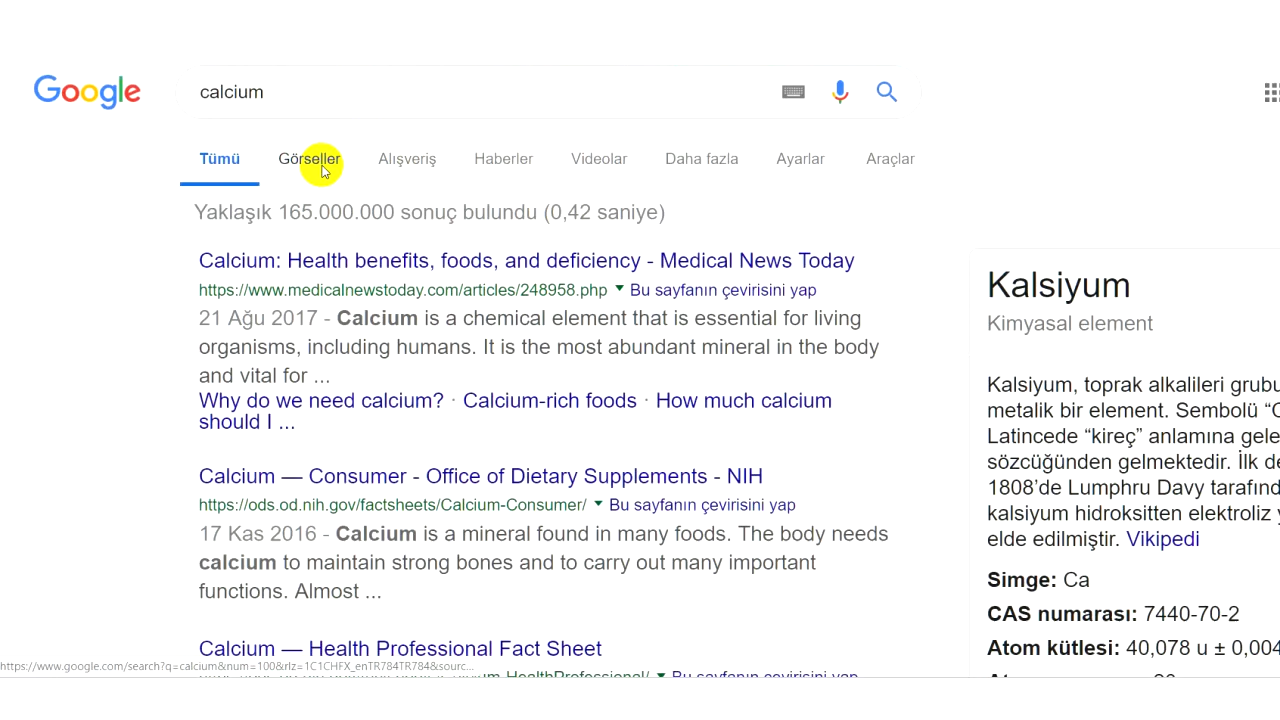 Google
calcium
Tümü Görseller Alışveriş Haberler Videolar Daha fazla Ayarlar Araçlar
Yaklaşık 165.000.000 sonuç bulundu (0,42 saniye)
Calcium: Health benefits, foods, and deficiency - Medical News Today
https://www.medicalnewstoday.com/articles/248958.php ▼ Bu sayfanın çevirisini yap
21 Ağu 2017 - Calcium is a chemical element that is essential for living
organisms, including humans. It is the most abundant mineral in the body
and vital for ...
Why do we need calcium? · Calcium-rich foods · How much calcium
should I ...
Calcium — Consumer - Office of Dietary Supplements - NIH
https://ods.od.nih.gov/factsheets/Calcium-Consumer/ ▼ Bu sayfanın çevirisini yap
17 Kas 2016 - Calcium is a mineral found in many foods. The body needs
calcium to maintain strong bones and to carry out many important
functions. Almost ...
Calcium — Health Professional Fact Sheet
HealthProfessional/ ▼ Bu sayfanın çevirisini yap
https://www.google.com/search?q=calcium&num=100&rlz=1C1CHFX_enTR784TR784&sourc...
Kalsiyum
Kimyasal element
Kalsiyum, toprak alkalileri grubu
metalik bir element. Sembolü “C
Latincede “kireç” anlamına gele
sözcüğünden gelmektedir. İlk de
1808’de Lumphru Davy tarafınd
kalsiyum hidroksitten elektroliz y
elde edilmiştir. Vikipedi
Simge: Ca
CAS numarası: 7440-70-2
Atom kütlesi: 40,078 u ± 0,004